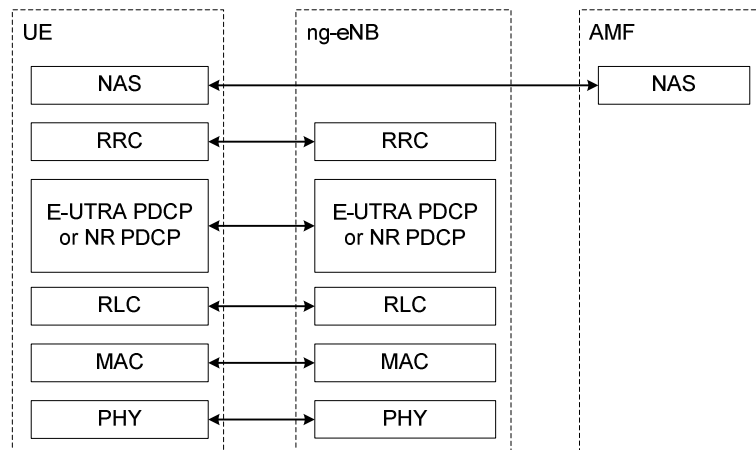 UE
ng-eNB
AMF
NAS
NAS
RRC
RRC
E-UTRA PDCP
or NR PDCP
E-UTRA PDCP
or NR PDCP
RLC
RLC
MAC
MAC
PHY
PHY